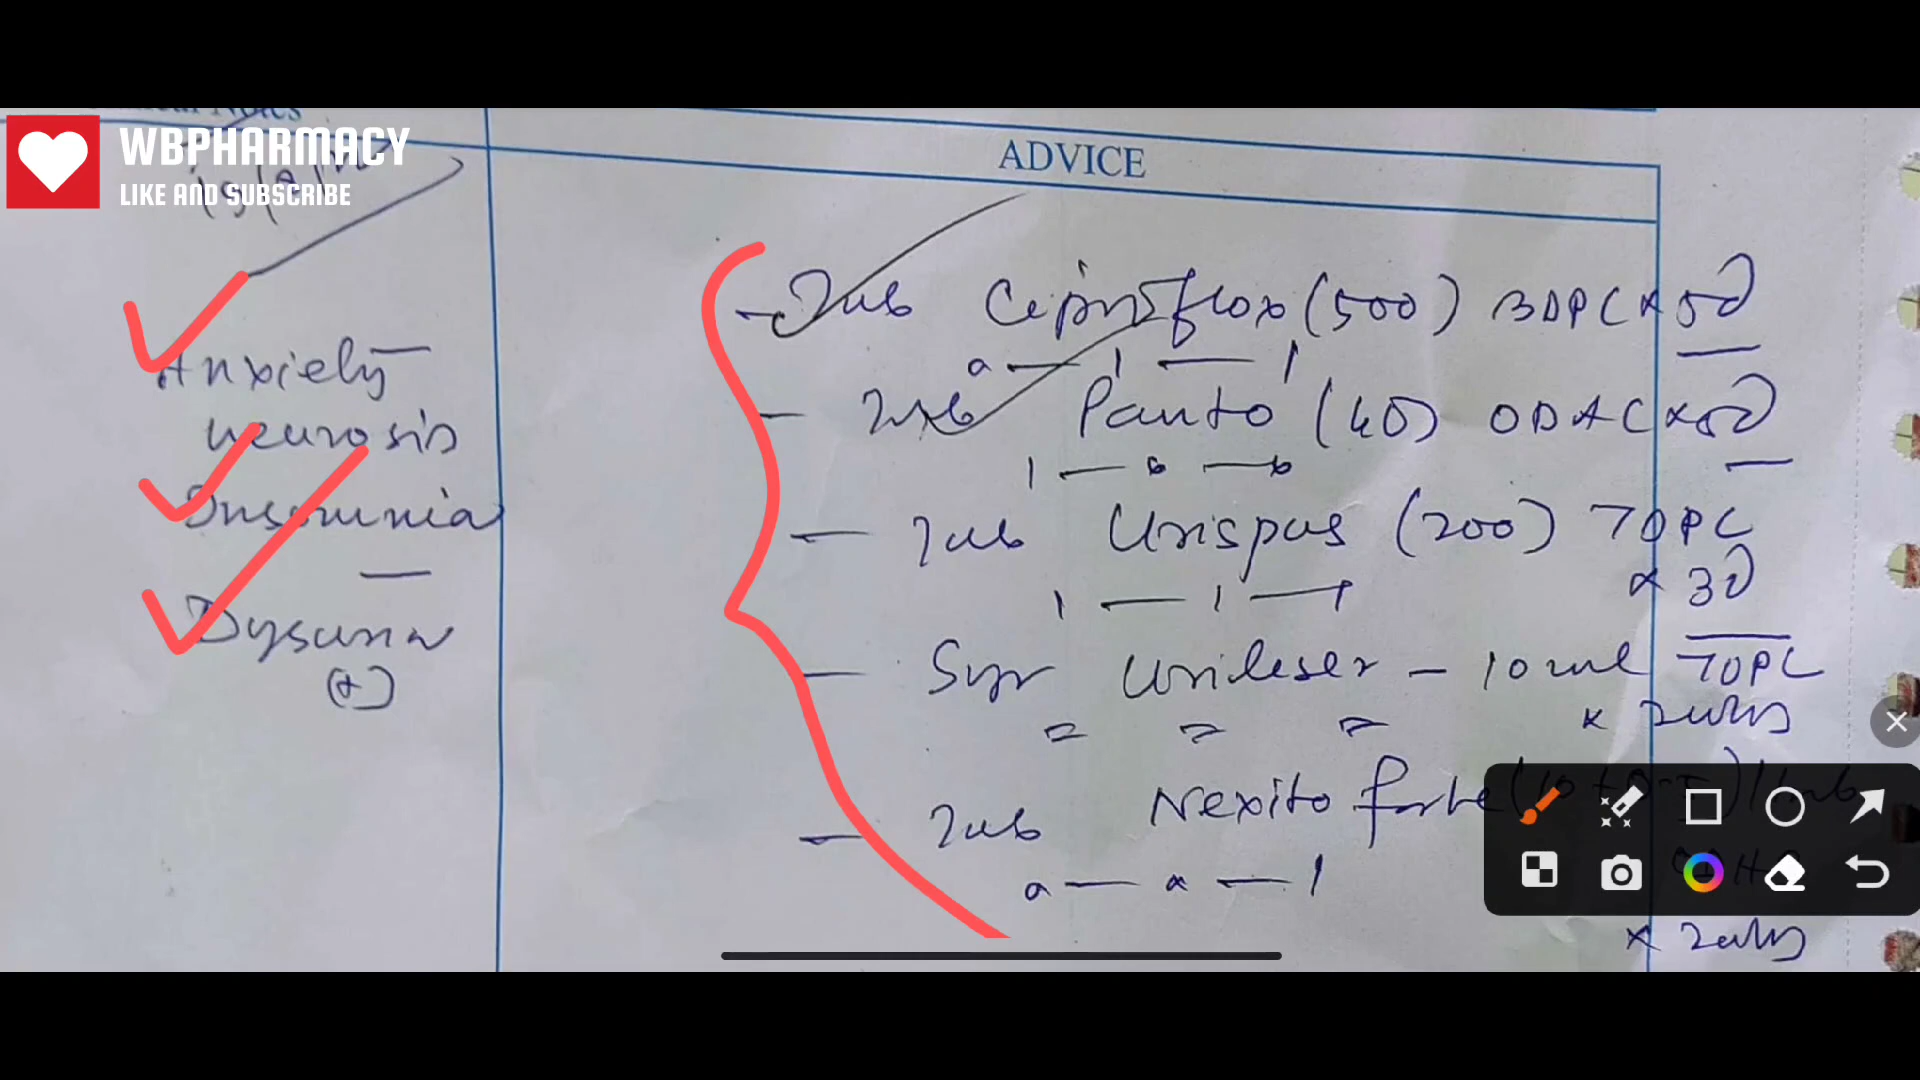 WBPHARMACY
LIKE AND SUBSCRIBE
ADVICE
Anxiety
neurosis
Insomnia
Dysuria
(+)
- Tab Ciproflox (500) BDPC x 5d
0 — 1 — 1
- Tab Panto (40) ODAC x 5d
1 — 0 — 0
- Tab Urispas (200) TDPC
x 3d
1 — 1 — 1
- Syr Uriliser - 10 ml TDPC
= = =
x 2wks
- Tab Nexito forte
0 — 0 — 1
x 2wks